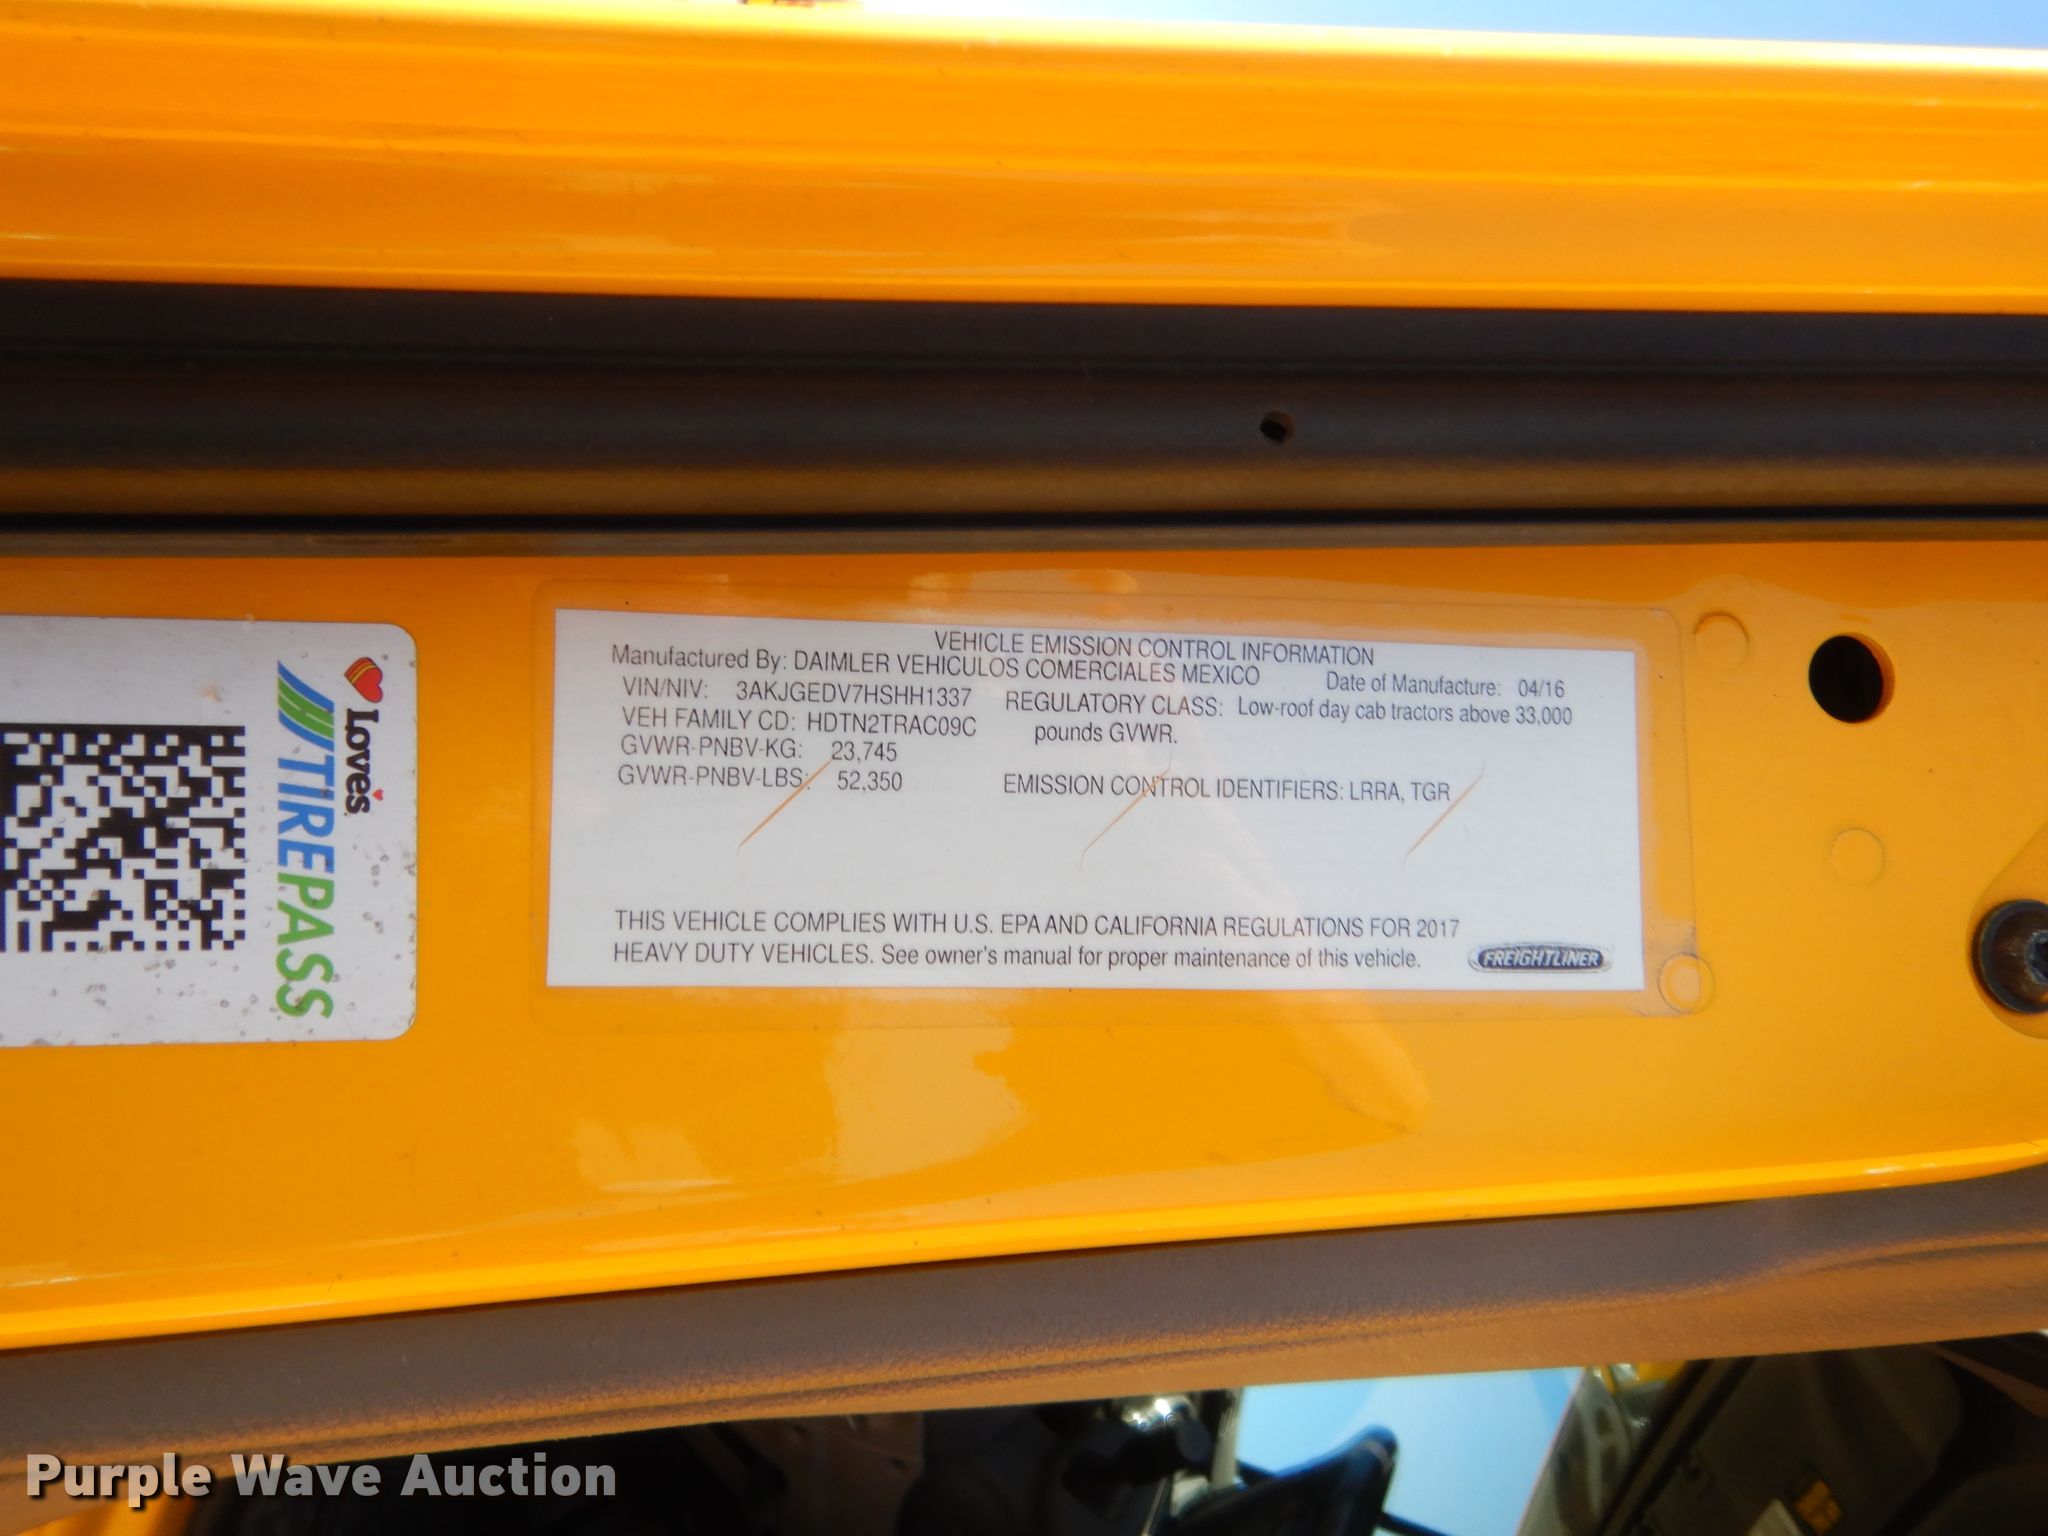 Love's
TIREPASS
VEHICLE EMISSION CONTROL INFORMATION
Manufactured By: DAIMLER VEHICULOS COMERCIALES MEXICO
Date of Manufacture: 04/16
VIN/NIV: 3AKJGEDV7HSHH1337
VEH FAMILY CD: HDTN2TRAC09C
GVWR-PNBV-KG: 23,745
GVWR-PNBV-LBS: 52,350
REGULATORY CLASS: Low-roof day cab tractors above 33,000
pounds GVWR.
EMISSION CONTROL IDENTIFIERS: LRRA, TGR
THIS VEHICLE COMPLIES WITH U.S. EPA AND CALIFORNIA REGULATIONS FOR 2017
HEAVY DUTY VEHICLES. See owner's manual for proper maintenance of this vehicle.
FREIGHTLINER
Purple Wave Auction